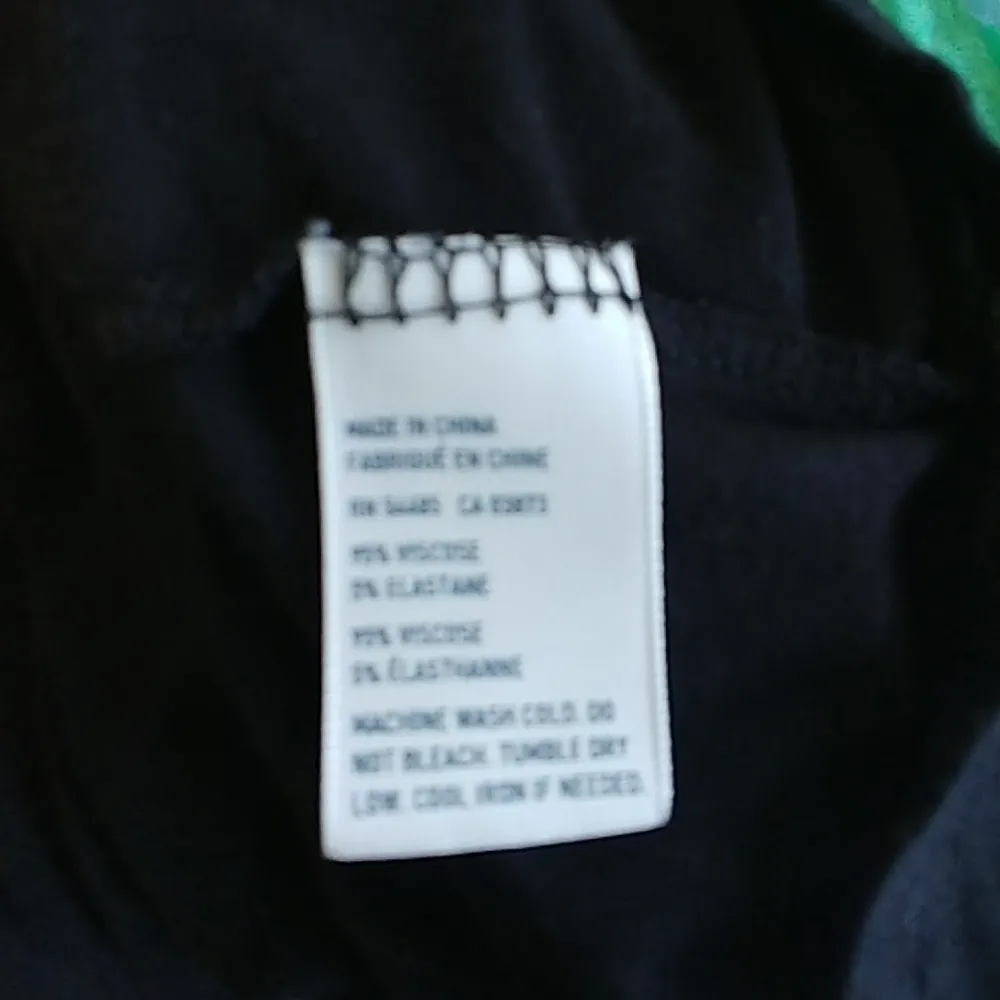 MADE IN CHINA
FABRIQUÉ EN CHINE
RN CA
95% VISCOSE
5% ELASTANE
95% VISCOSE
5% ÉLASTHANNE
MACHINE WASH COLD. DO
NOT BLEACH. TUMBLE DRY
LOW. COOL IRON IF NEEDED.